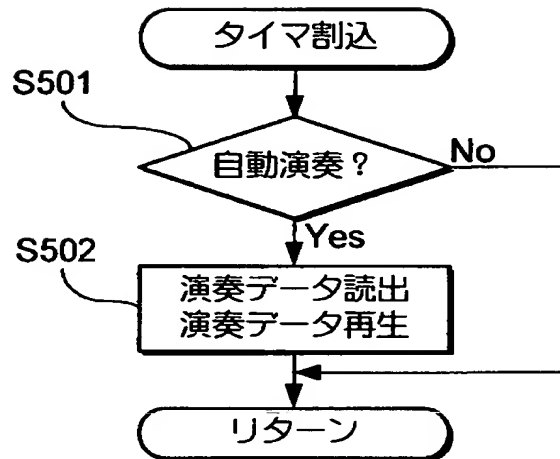 タイマ割込
S501
自動演奏？
No
Yes
S502
演奏データ読出
演奏データ再生
リターン